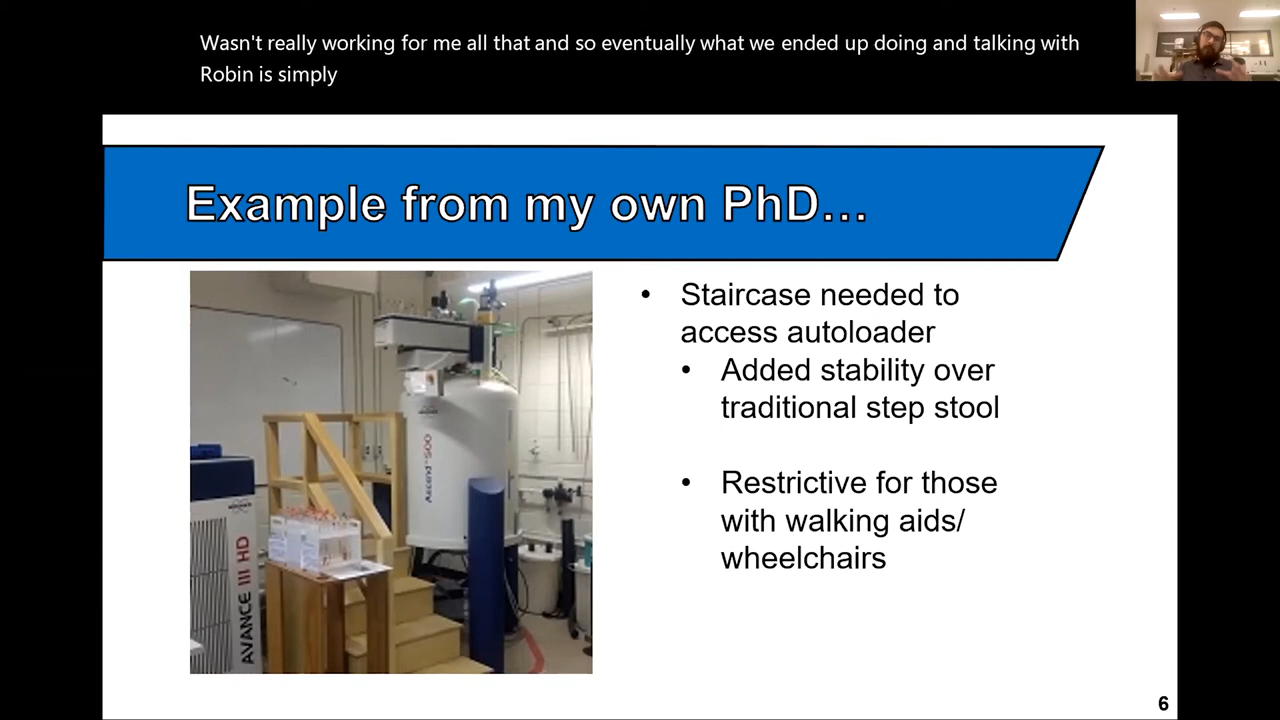 Wasn't really working for me all that and so eventually what we ended up doing and talking with
Robin is simply
Example from my own PhD...
• Staircase needed to
access autoloader
• Added stability over
traditional step stool
• Restrictive for those
with walking aids/
wheelchairs
Ascend 500
AVANCE III HD
6